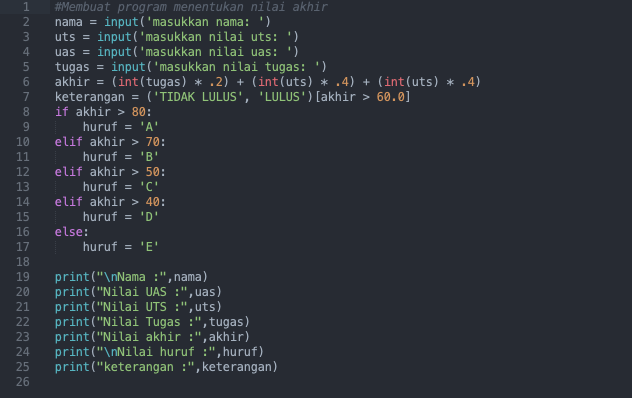 1 #Membuat program menentukan nilai akhir
2 nama = input('masukkan nama: ')
3 uts = input('masukkan nilai uts: ')
4 uas = input('masukkan nilai uas: ')
5 tugas = input('masukkan nilai tugas: ')
6 akhir = (int(tugas) * .2) + (int(uts) * .4) + (int(uts) * .4)
7 keterangan = ('TIDAK LULUS', 'LULUS')[akhir > 60.0]
8 if akhir > 80:
9     huruf = 'A'
10 elif akhir > 70:
11     huruf = 'B'
12 elif akhir > 50:
13     huruf = 'C'
14 elif akhir > 40:
15     huruf = 'D'
16 else:
17     huruf = 'E'
18
19 print("\nNama :",nama)
20 print("Nilai UAS :",uas)
21 print("Nilai UTS :",uts)
22 print("Nilai Tugas :",tugas)
23 print("Nilai akhir :",akhir)
24 print("\nNilai huruf :",huruf)
25 print("keterangan :",keterangan)
26